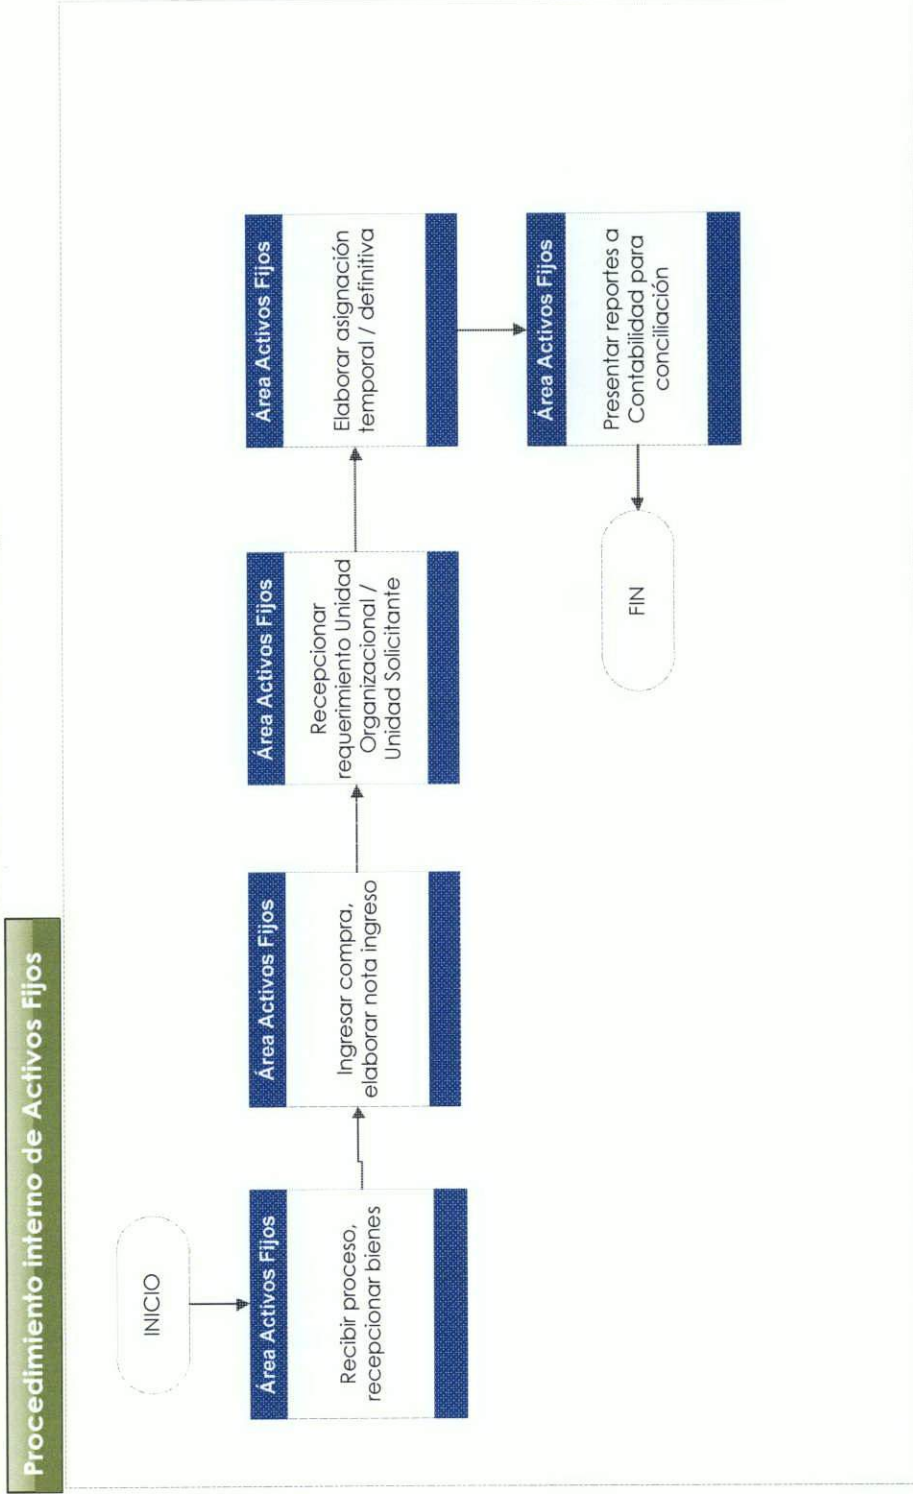 Procedimiento interno de Activos Fijos
INICIO
Área Activos Fijos
Recibir proceso,
recepcionar bienes
Área Activos Fijos
Ingresar compra,
elaborar nota ingreso
Área Activos Fijos
Recepcionar
requerimiento Unidad
Organizacional /
Unidad Solicitante
Área Activos Fijos
Elaborar asignación
temporal / definitiva
Área Activos Fijos
Presentar reportes a
Contabilidad para
conciliación
FIN